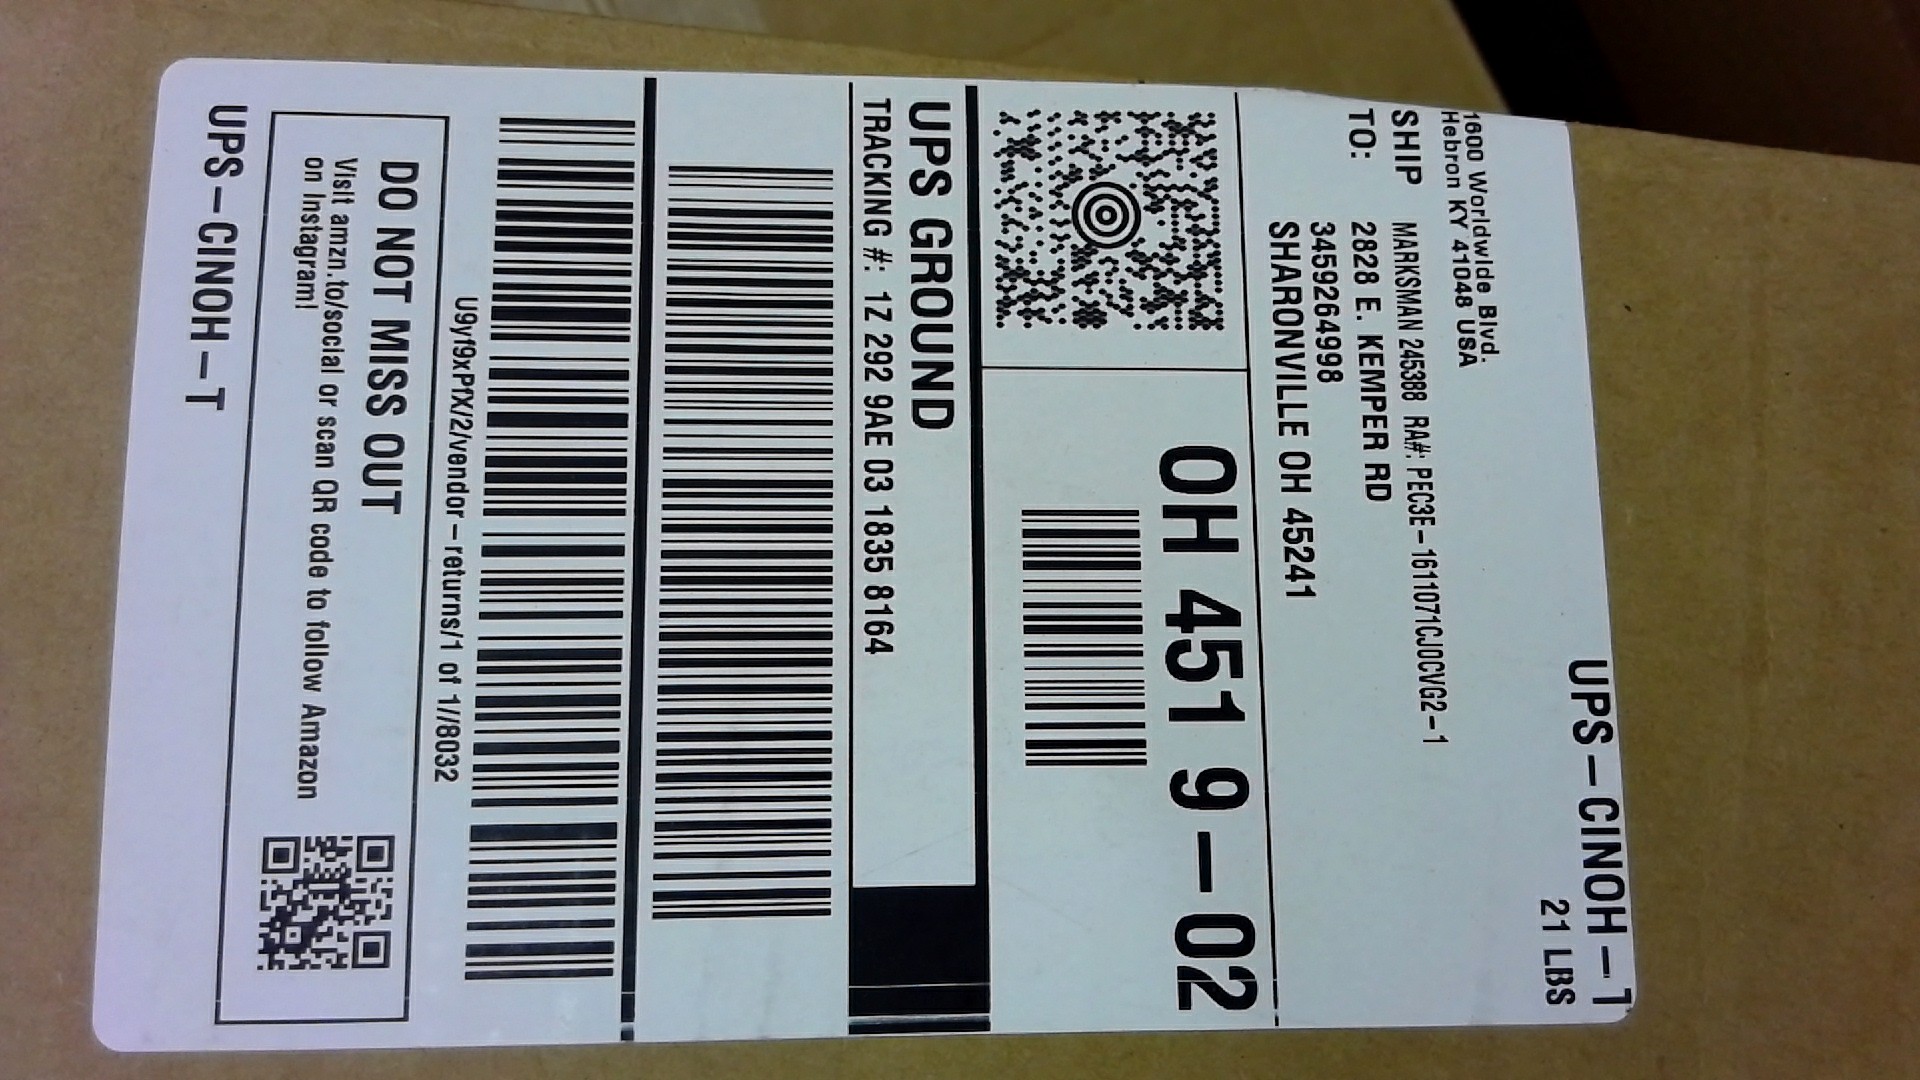 UPS-CINOH-T
21 LBS
1600 Worldwide Blvd.
Hebron KY 41048 USA
SHIP TO:
MARKSMAN 245388 RA#: PEC3E-1611071CJ0CVG2-1
2828 E. KEMPER RD
3459264998
SHARONVILLE OH 45241
OH 451 9-02
UPS GROUND
TRACKING #: 1Z 292 9AE 03 1835 8164
U9yf9xPfX/2/vendor-returns/1 of 1//8032
DO NOT MISS OUT
Visit amzn.to/social or scan QR code to follow Amazon
on Instagram!
UPS-CINOH-T